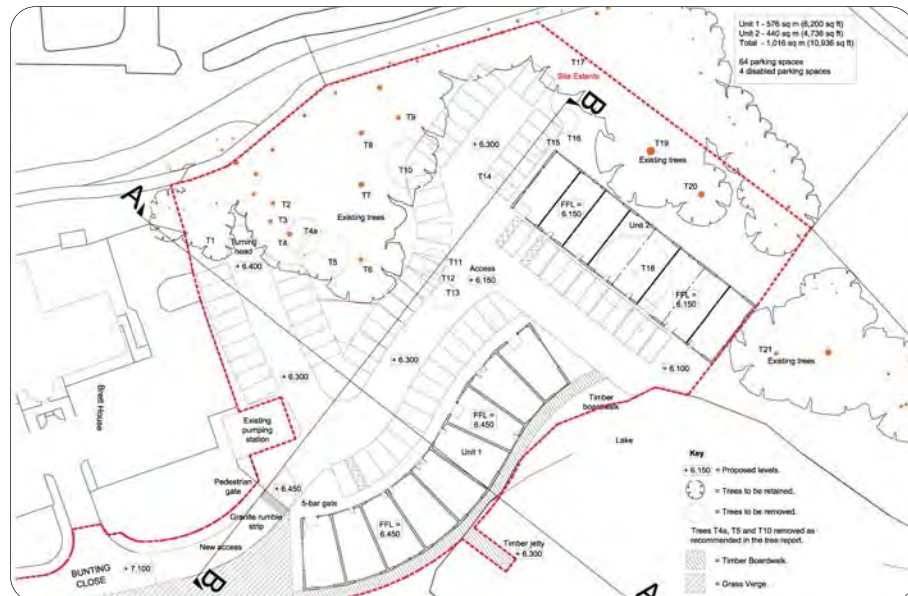 Unit 1 - 576 sq m (6,200 sq ft)
Unit 2 - 440 sq m (4,736 sq ft)
Total - 1,016 sq m (10,936 sq ft)
64 parking spaces
4 disabled parking spaces
T17
Site Extents
B
T9
T8
T16
T15
T19
Existing trees
+ 6.300
T10
T14
T7
T20
A
FFL =
6.150
T2
T3
T4
T4a
Existing trees
Unit 2
T1
Turning
head
+ 6.400
T5
T6
T11
T12
T13
Access
+ 6.150
T18
FFL =
6.150
+ 6.300
+ 6.300
+ 6.100
T21
Existing trees
Brett House
Existing
pumping
station
Timber
boardwalk
FFL =
6.450
Unit 1
Lake
Pedestrian
gate
+ 6.450
5-bar gate
Granite rumble
strip
New access
FFL =
6.450
Timber jetty
+ 6.300
BUNTING
CLOSE
+ 7.100
B
A
Key
+ 6.150 = Proposed levels.
= Trees to be retained.
= Trees to be removed.
Trees T4a, T5 and T10 removed as
recommended in the tree report.
= Timber Boardwalk.
= Grass Verge.